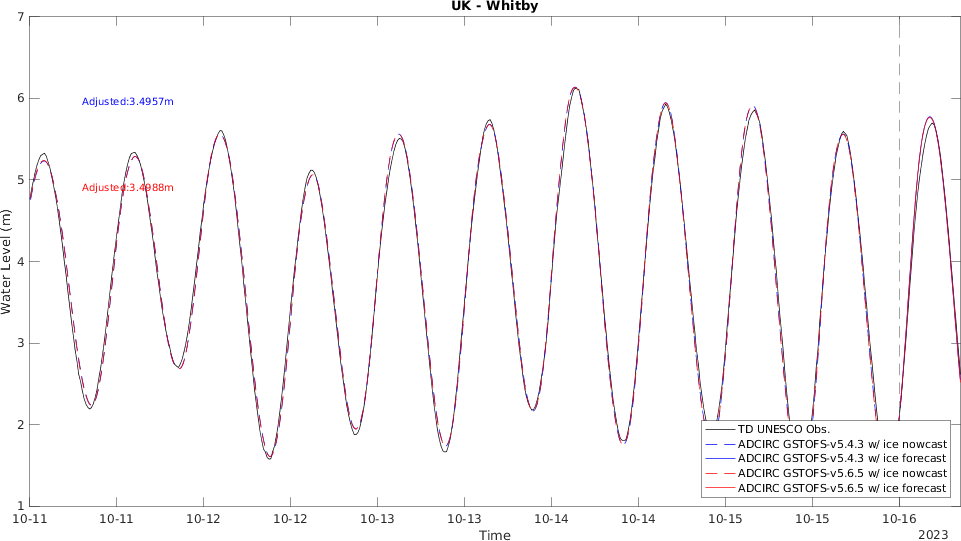 UK - Whitby
7
6
5
4
3
2
1
Water Level (m)
Adjusted:3.4957m
Adjusted:3.4988m
TD UNESCO Obs.
ADCIRC GSTOFS-v5.4.3 w/ ice nowcast
ADCIRC GSTOFS-v5.4.3 w/ ice forecast
ADCIRC GSTOFS-v5.6.5 w/ ice nowcast
ADCIRC GSTOFS-v5.6.5 w/ ice forecast
10-11 10-11 10-12 10-12 10-13 10-13 10-14 10-14 10-15 10-15 10-16
Time
2023